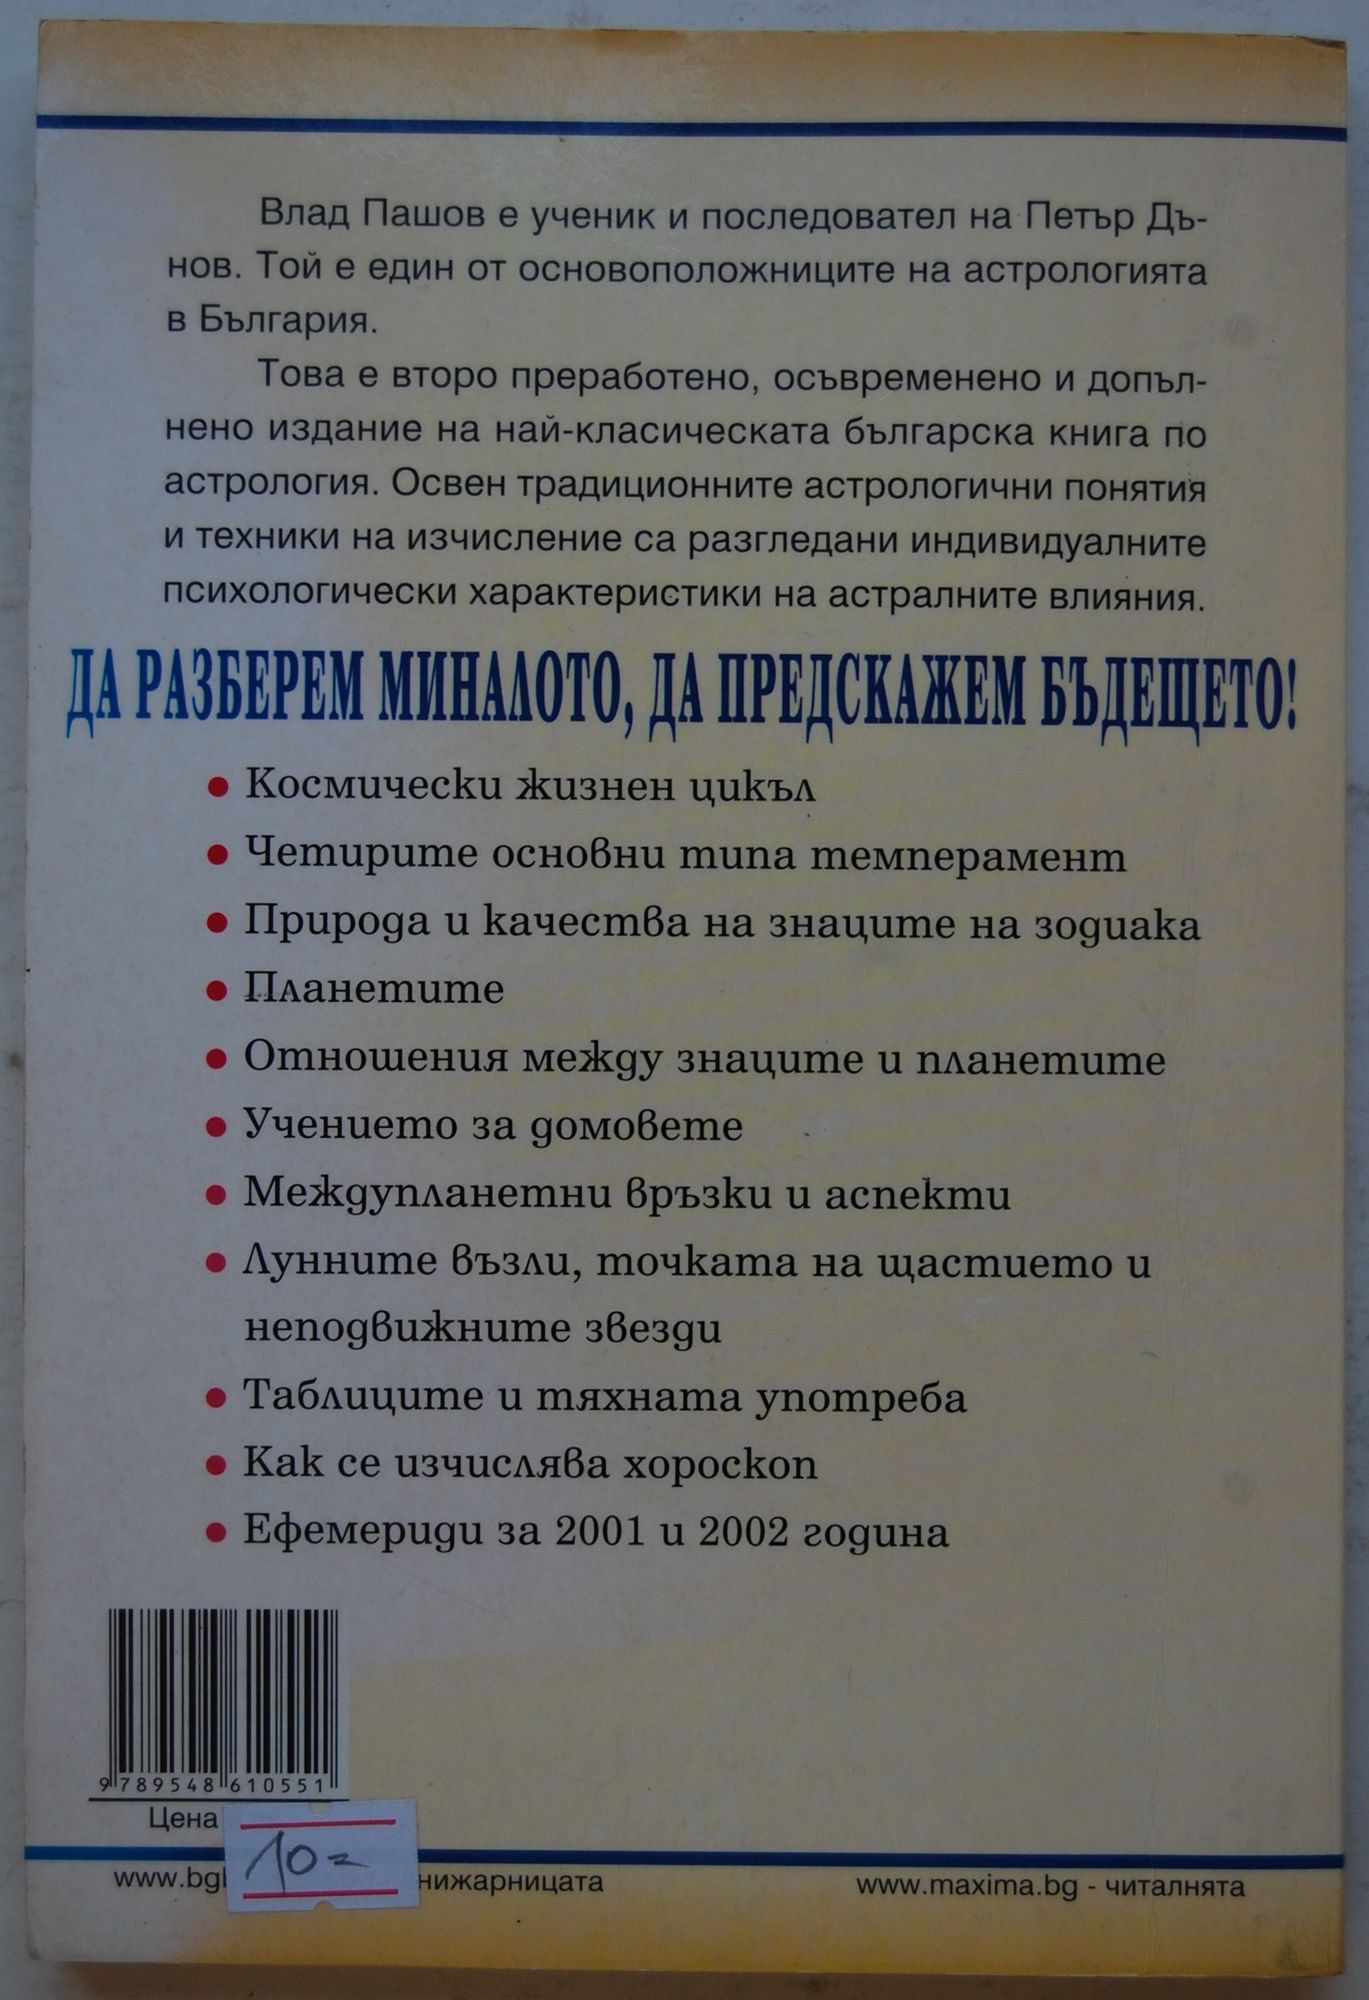 Влад Пашов е ученик и последовател на Петър Дъ-
нов. Той е един от основоположниците на астрологията
в България.
Това е второ преработено, осъвременено и допъл-
нено издание на най-класическата българска книга по
астрология. Освен традиционните астрологични понятия
и техники на изчисление са разгледани индивидуалните
психологически характеристики на астралните влияния.
ДА РАЗБЕРЕМ МИНАЛОТО, ДА ПРЕДСКАЖЕМ БЪДЕЩЕТО!
• Космически жизнен цикъл
• Четирите основни типа темперамент
• Природа и качества на знаците на зодиака
• Планетите
• Отношения между знаците и планетите
• Учението за домовете
• Междупланетни връзки и аспекти
• Лунните възли, точката на щастието и
неподвижните звезди
• Таблиците и тяхната употреба
• Как се изчислява хороскоп
• Ефемериди за 2001 и 2002 година
9 789548 610551
Цена
10=
www.bgl нижарницата
www.maxima.bg - читалнята